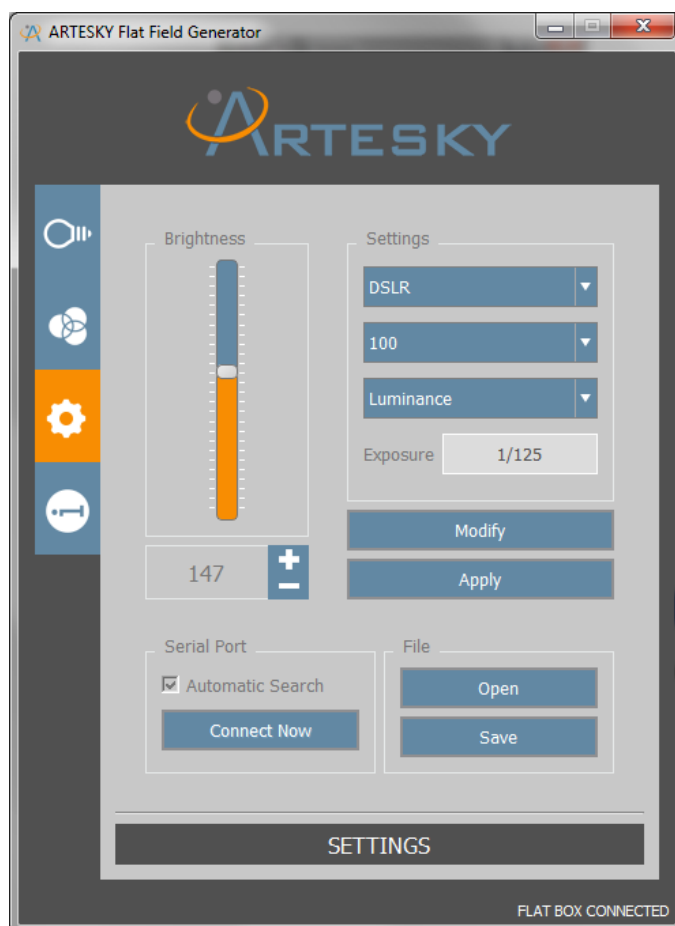 ARTESKY Flat Field Generator
ARTESKY
Brightness
147
Settings
DSLR
100
Luminance
Exposure 1/125
Modify
Apply
Serial Port
Automatic Search
Connect Now
File
Open
Save
SETTINGS
FLAT BOX CONNECTED